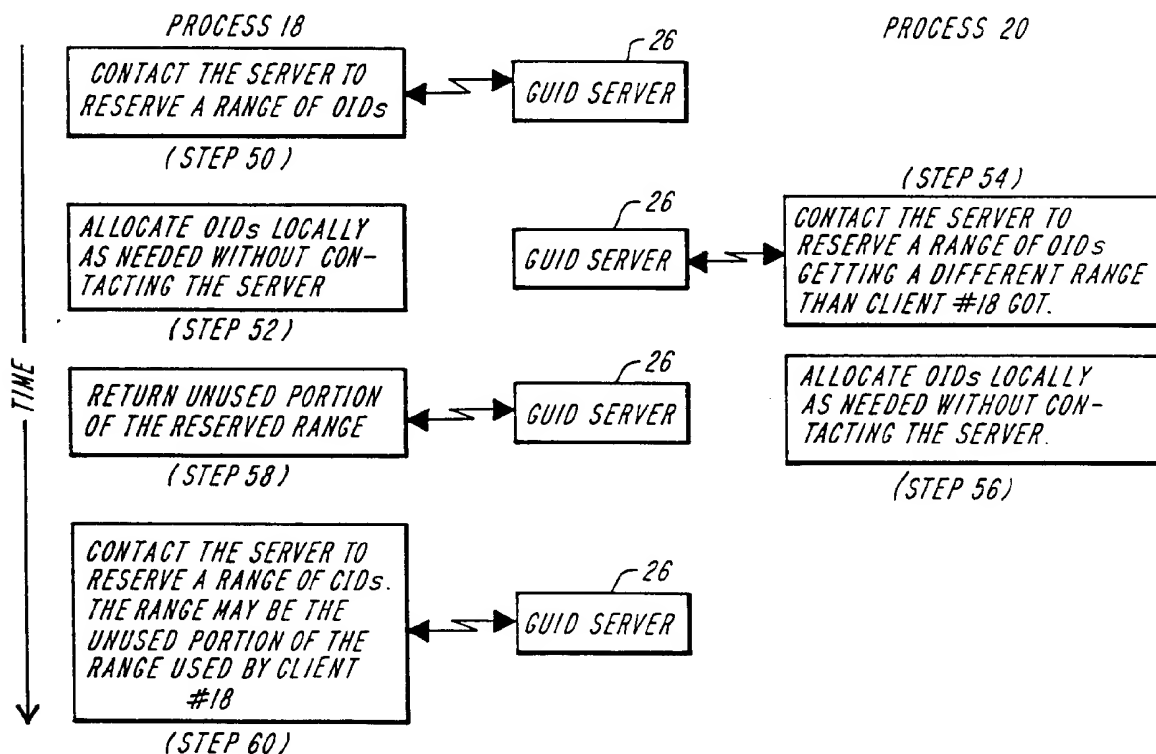 PROCESS 18
PROCESS 20
CONTACT THE SERVER TO
RESERVE A RANGE OF OIDs
(STEP 50)
26
GUID SERVER
(STEP 54)
ALLOCATE OIDs LOCALLY
AS NEEDED WITHOUT CON-
TACTING THE SERVER
(STEP 52)
26
GUID SERVER
CONTACT THE SERVER TO
RESERVE A RANGE OF OIDs
GETTING A DIFFERENT RANGE
THAN CLIENT #18 GOT.
TIME
RETURN UNUSED PORTION
OF THE RESERVED RANGE
(STEP 58)
26
GUID SERVER
ALLOCATE OIDs LOCALLY
AS NEEDED WITHOUT CON-
TACTING THE SERVER.
(STEP 56)
CONTACT THE SERVER TO
RESERVE A RANGE OF CIDs.
THE RANGE MAY BE THE
UNUSED PORTION OF THE
RANGE USED BY CLIENT
#18
(STEP 60)
26
GUID SERVER